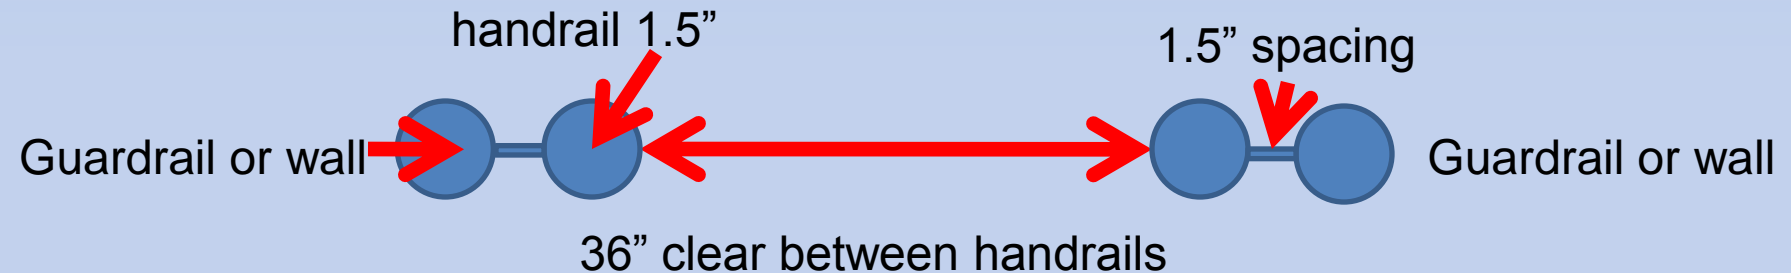 handrail 1.5”
1.5” spacing
Guardrail or wall
Guardrail or wall
36” clear between handrails